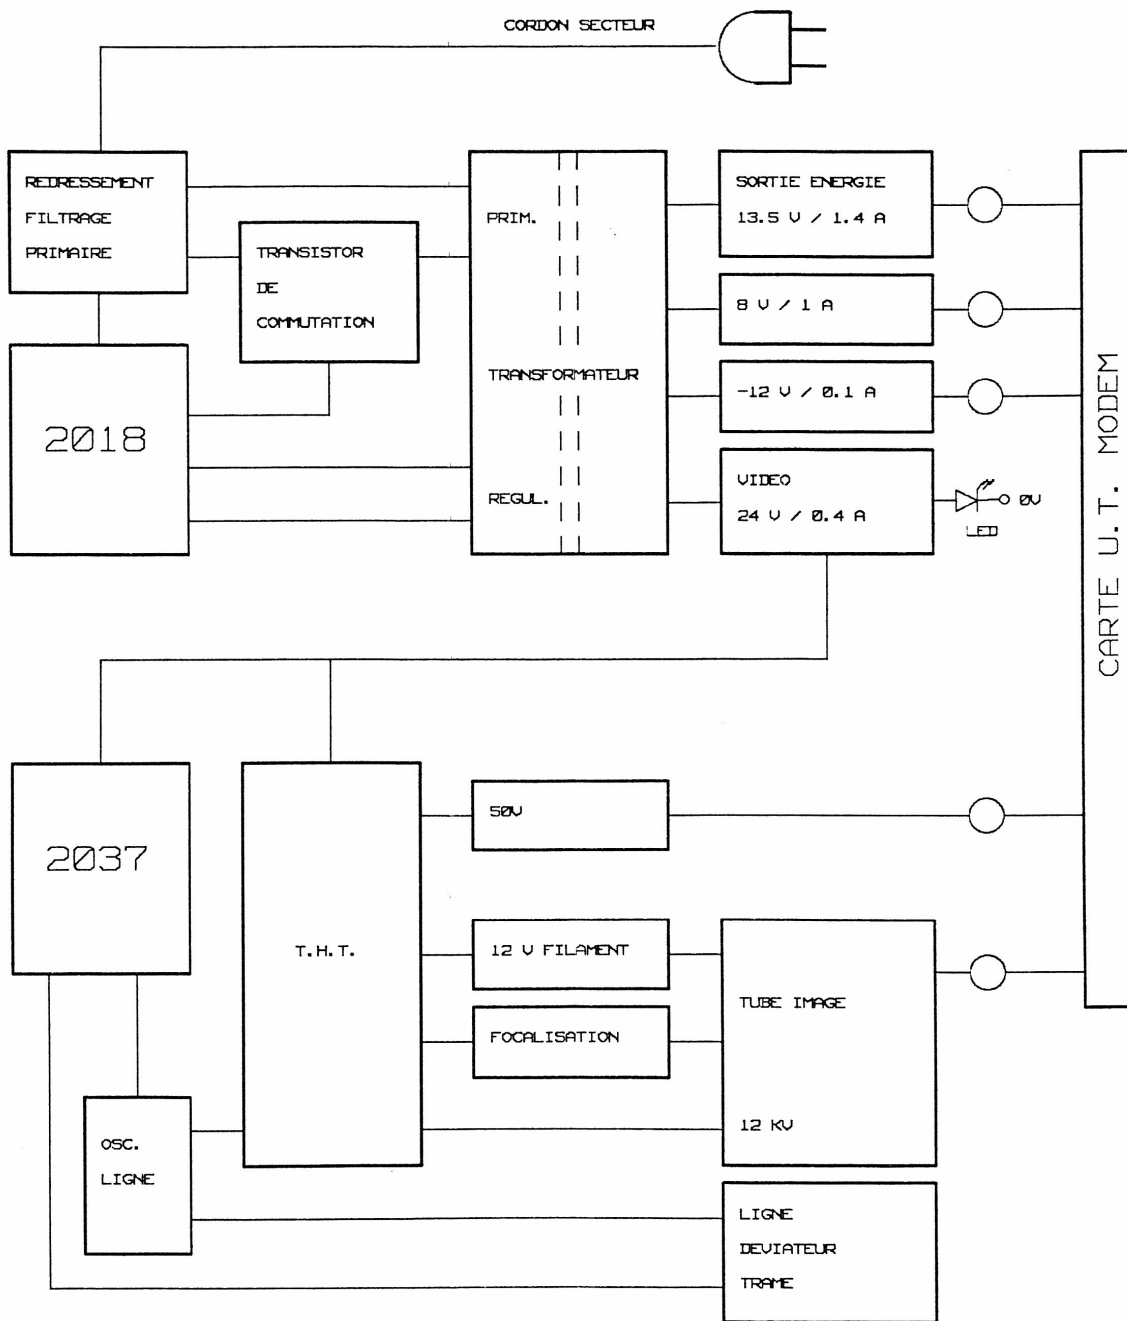 CORDON SECTEUR
REDRESSEMENT
FILTRAGE
PRIMAIRE
TRANSISTOR
DE
COMMUTATION
2018
PRIM.
TRANSFORMATEUR
REGUL.
SORTIE ENERGIE
13.5 V / 1.4 A
8 V / 1 A
-12 V / 0.1 A
VIDEO
24 V / 0.4 A
0V
LED
CARTE U.T. MODEM
2037
T.H.T.
50V
12 V FILAMENT
FOCALISATION
TUBE IMAGE
12 KV
OSC.
LIGNE
LIGNE
DEVIATEUR
TRAME